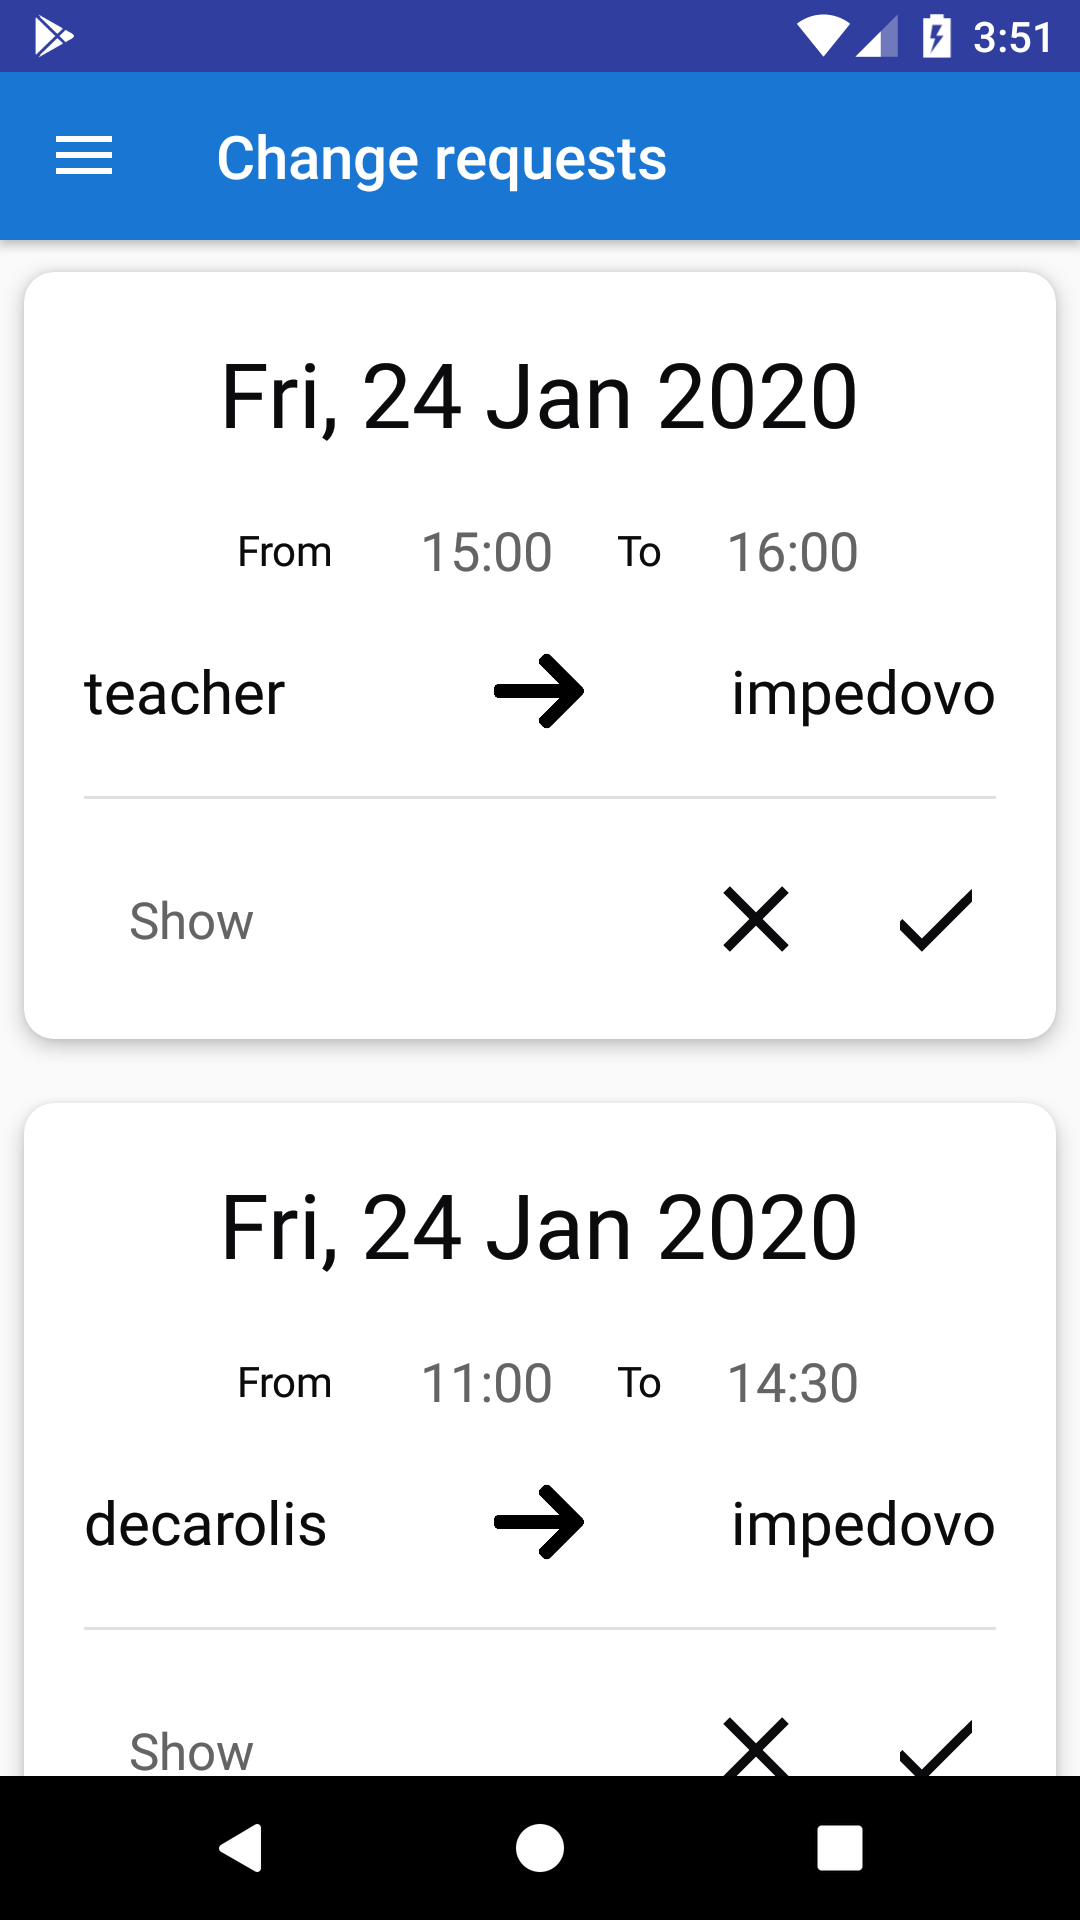 3:51
Change requests
Fri, 24 Jan 2020
From 15:00 To 16:00
teacher impedovo
Show
Fri, 24 Jan 2020
From 11:00 To 14:30
decarolis impedovo
Show